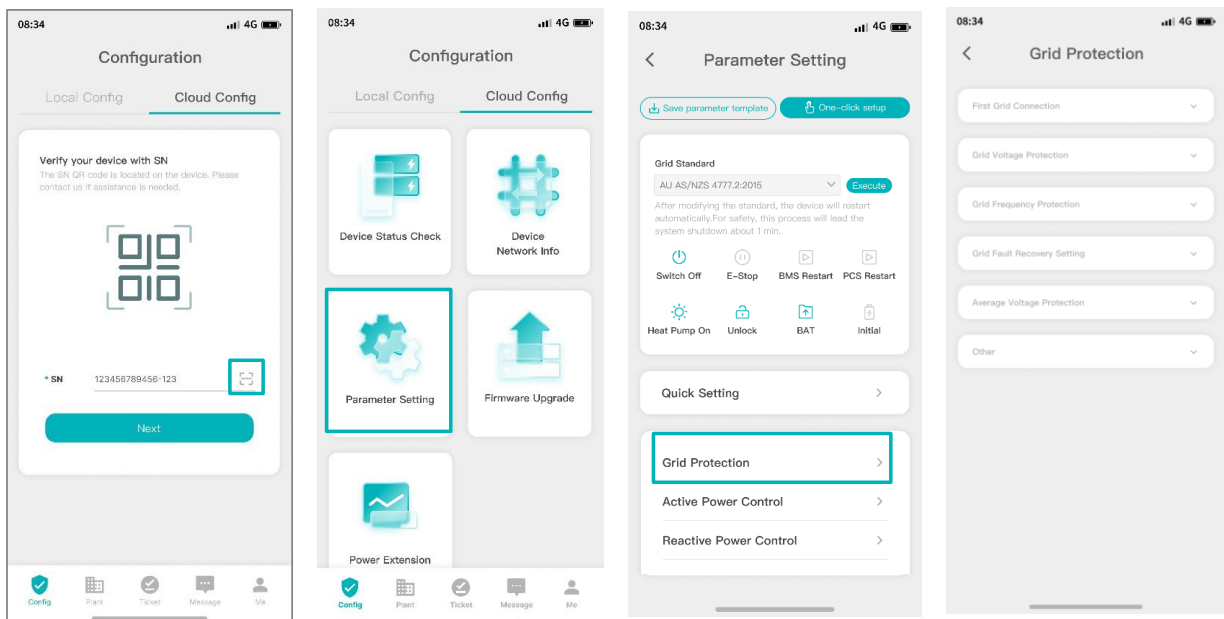 08:34
4G
Configuration
Local Config
Cloud Config
Verify your device with SN
The SN QR code is located on the device. Please
contact us if assistance is needed.
* SN
123456789456-123
Next
Config
Plant
Ticket
Message
Me
08:34
4G
Configuration
Local Config
Cloud Config
Device Status Check
Device
Network Info
Parameter Setting
Firmware Upgrade
Power Extension
Config
Plant
Ticket
Message
Me
08:34
4G
Parameter Setting
Save parameter template
One-click setup
Grid Standard
AU AS/NZS 4777.2:2015
Execute
After modifying the standard, the device will restart
automatically.For safety, this process will lead the
system shutdown about 1 min.
Switch Off
E-Stop
BMS Restart
PCS Restart
Heat Pump On
Unlock
BAT
Initial
Quick Setting
Grid Protection
Active Power Control
Reactive Power Control
08:34
4G
Grid Protection
First Grid Connection
Grid Voltage Protection
Grid Frequency Protection
Grid Fault Recovery Setting
Average Voltage Protection
Other